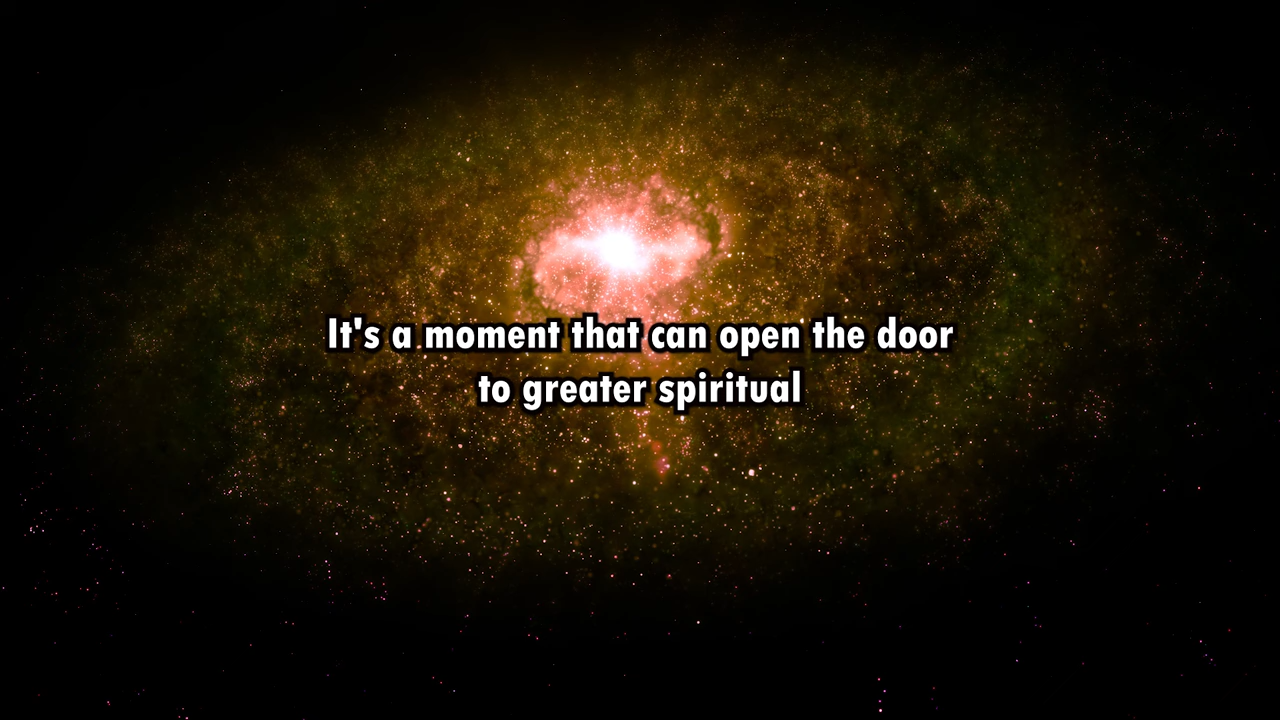 It's a moment that can open the door
to greater spiritual